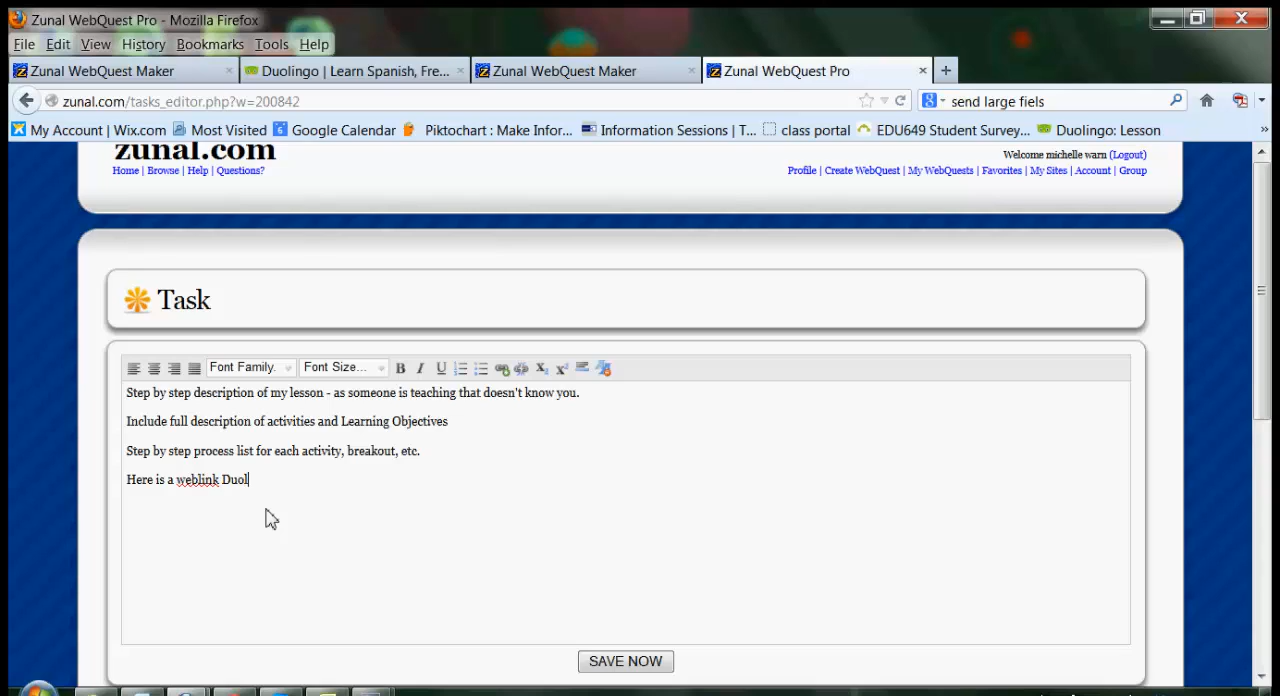 Zunal WebQuest Pro - Mozilla Firefox
File Edit View History Bookmarks Tools Help
Zunal WebQuest Maker × Duolingo | Learn Spanish, Fre... × Zunal WebQuest Maker × Zunal WebQuest Pro ×
zunal.com/tasks_editor.php?w=200842 send large fiels
My Account | Wix.com Most Visited Google Calendar Piktochart : Make Infor... Information Sessions | T... class portal EDU649 Student Survey... Duolingo: Lesson »
zunal.com
Welcome michelle warn (Logout)
Home | Browse | Help | Questions? Profile | Create WebQuest | My WebQuests | Favorites | My Sites | Account | Group
Task
Font Family. Font Size... B I U
Step by step description of my lesson - as someone is teaching that doesn't know you.
Include full description of activities and Learning Objectives
Step by step process list for each activity, breakout, etc.
Here is a weblink Duol
SAVE NOW